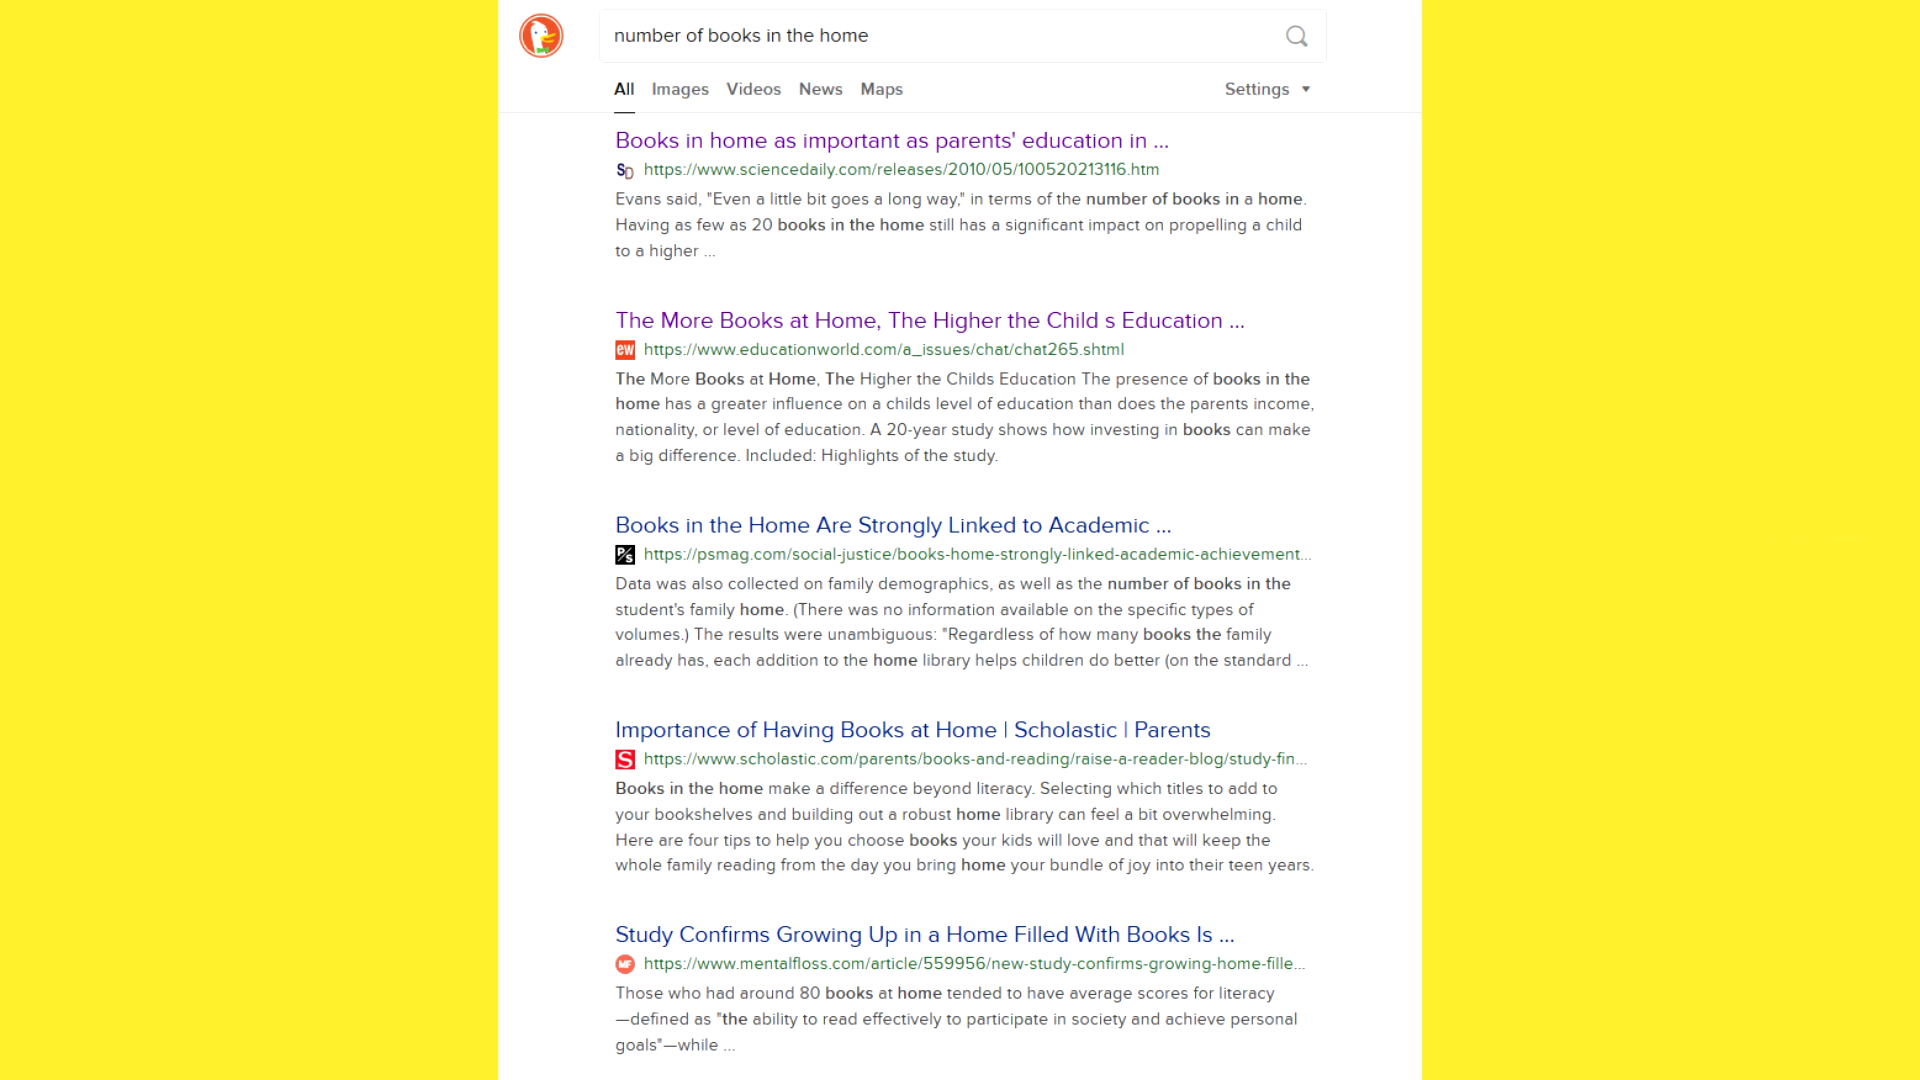 number of books in the home
All Images Videos News Maps Settings
Books in home as important as parents' education in ...
SD https://www.sciencedaily.com/releases/2010/05/100520213116.htm
Evans said, "Even a little bit goes a long way," in terms of the number of books in a home.
Having as few as 20 books in the home still has a significant impact on propelling a child
to a higher ...
The More Books at Home, The Higher the Child s Education ...
ew https://www.educationworld.com/a_issues/chat/chat265.shtml
The More Books at Home, The Higher the Childs Education The presence of books in the
home has a greater influence on a childs level of education than does the parents income,
nationality, or level of education. A 20-year study shows how investing in books can make
a big difference. Included: Highlights of the study.
Books in the Home Are Strongly Linked to Academic ...
P/S https://psmag.com/social-justice/books-home-strongly-linked-academic-achievement...
Data was also collected on family demographics, as well as the number of books in the
student's family home. (There was no information available on the specific types of
volumes.) The results were unambiguous: "Regardless of how many books the family
already has, each addition to the home library helps children do better (on the standard ...
Importance of Having Books at Home | Scholastic | Parents
S https://www.scholastic.com/parents/books-and-reading/raise-a-reader-blog/study-fin...
Books in the home make a difference beyond literacy. Selecting which titles to add to
your bookshelves and building out a robust home library can feel a bit overwhelming.
Here are four tips to help you choose books your kids will love and that will keep the
whole family reading from the day you bring home your bundle of joy into their teen years.
Study Confirms Growing Up in a Home Filled With Books Is ...
MF https://www.mentalfloss.com/article/559956/new-study-confirms-growing-home-fille...
Those who had around 80 books at home tended to have average scores for literacy
—defined as "the ability to read effectively to participate in society and achieve personal
goals"—while ...